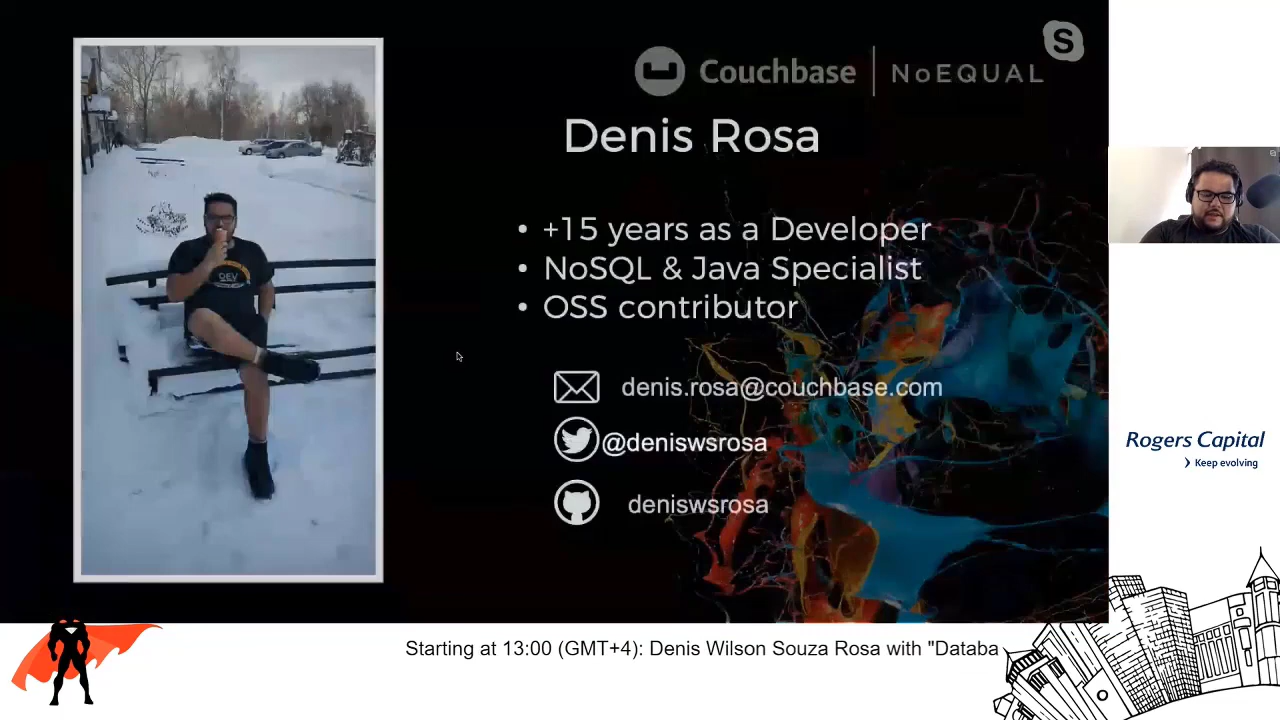 Couchbase | NOEQUAL
S
Denis Rosa
• +15 years as a Developer
• NoSQL & Java Specialist
• OSS contributor
DEV
denis.rosa@couchbase.com
@deniswsrosa
deniswsrosa
Rogers Capital
Keep evolving
Starting at 13:00 (GMT+4): Denis Wilson Souza Rosa with "Databa